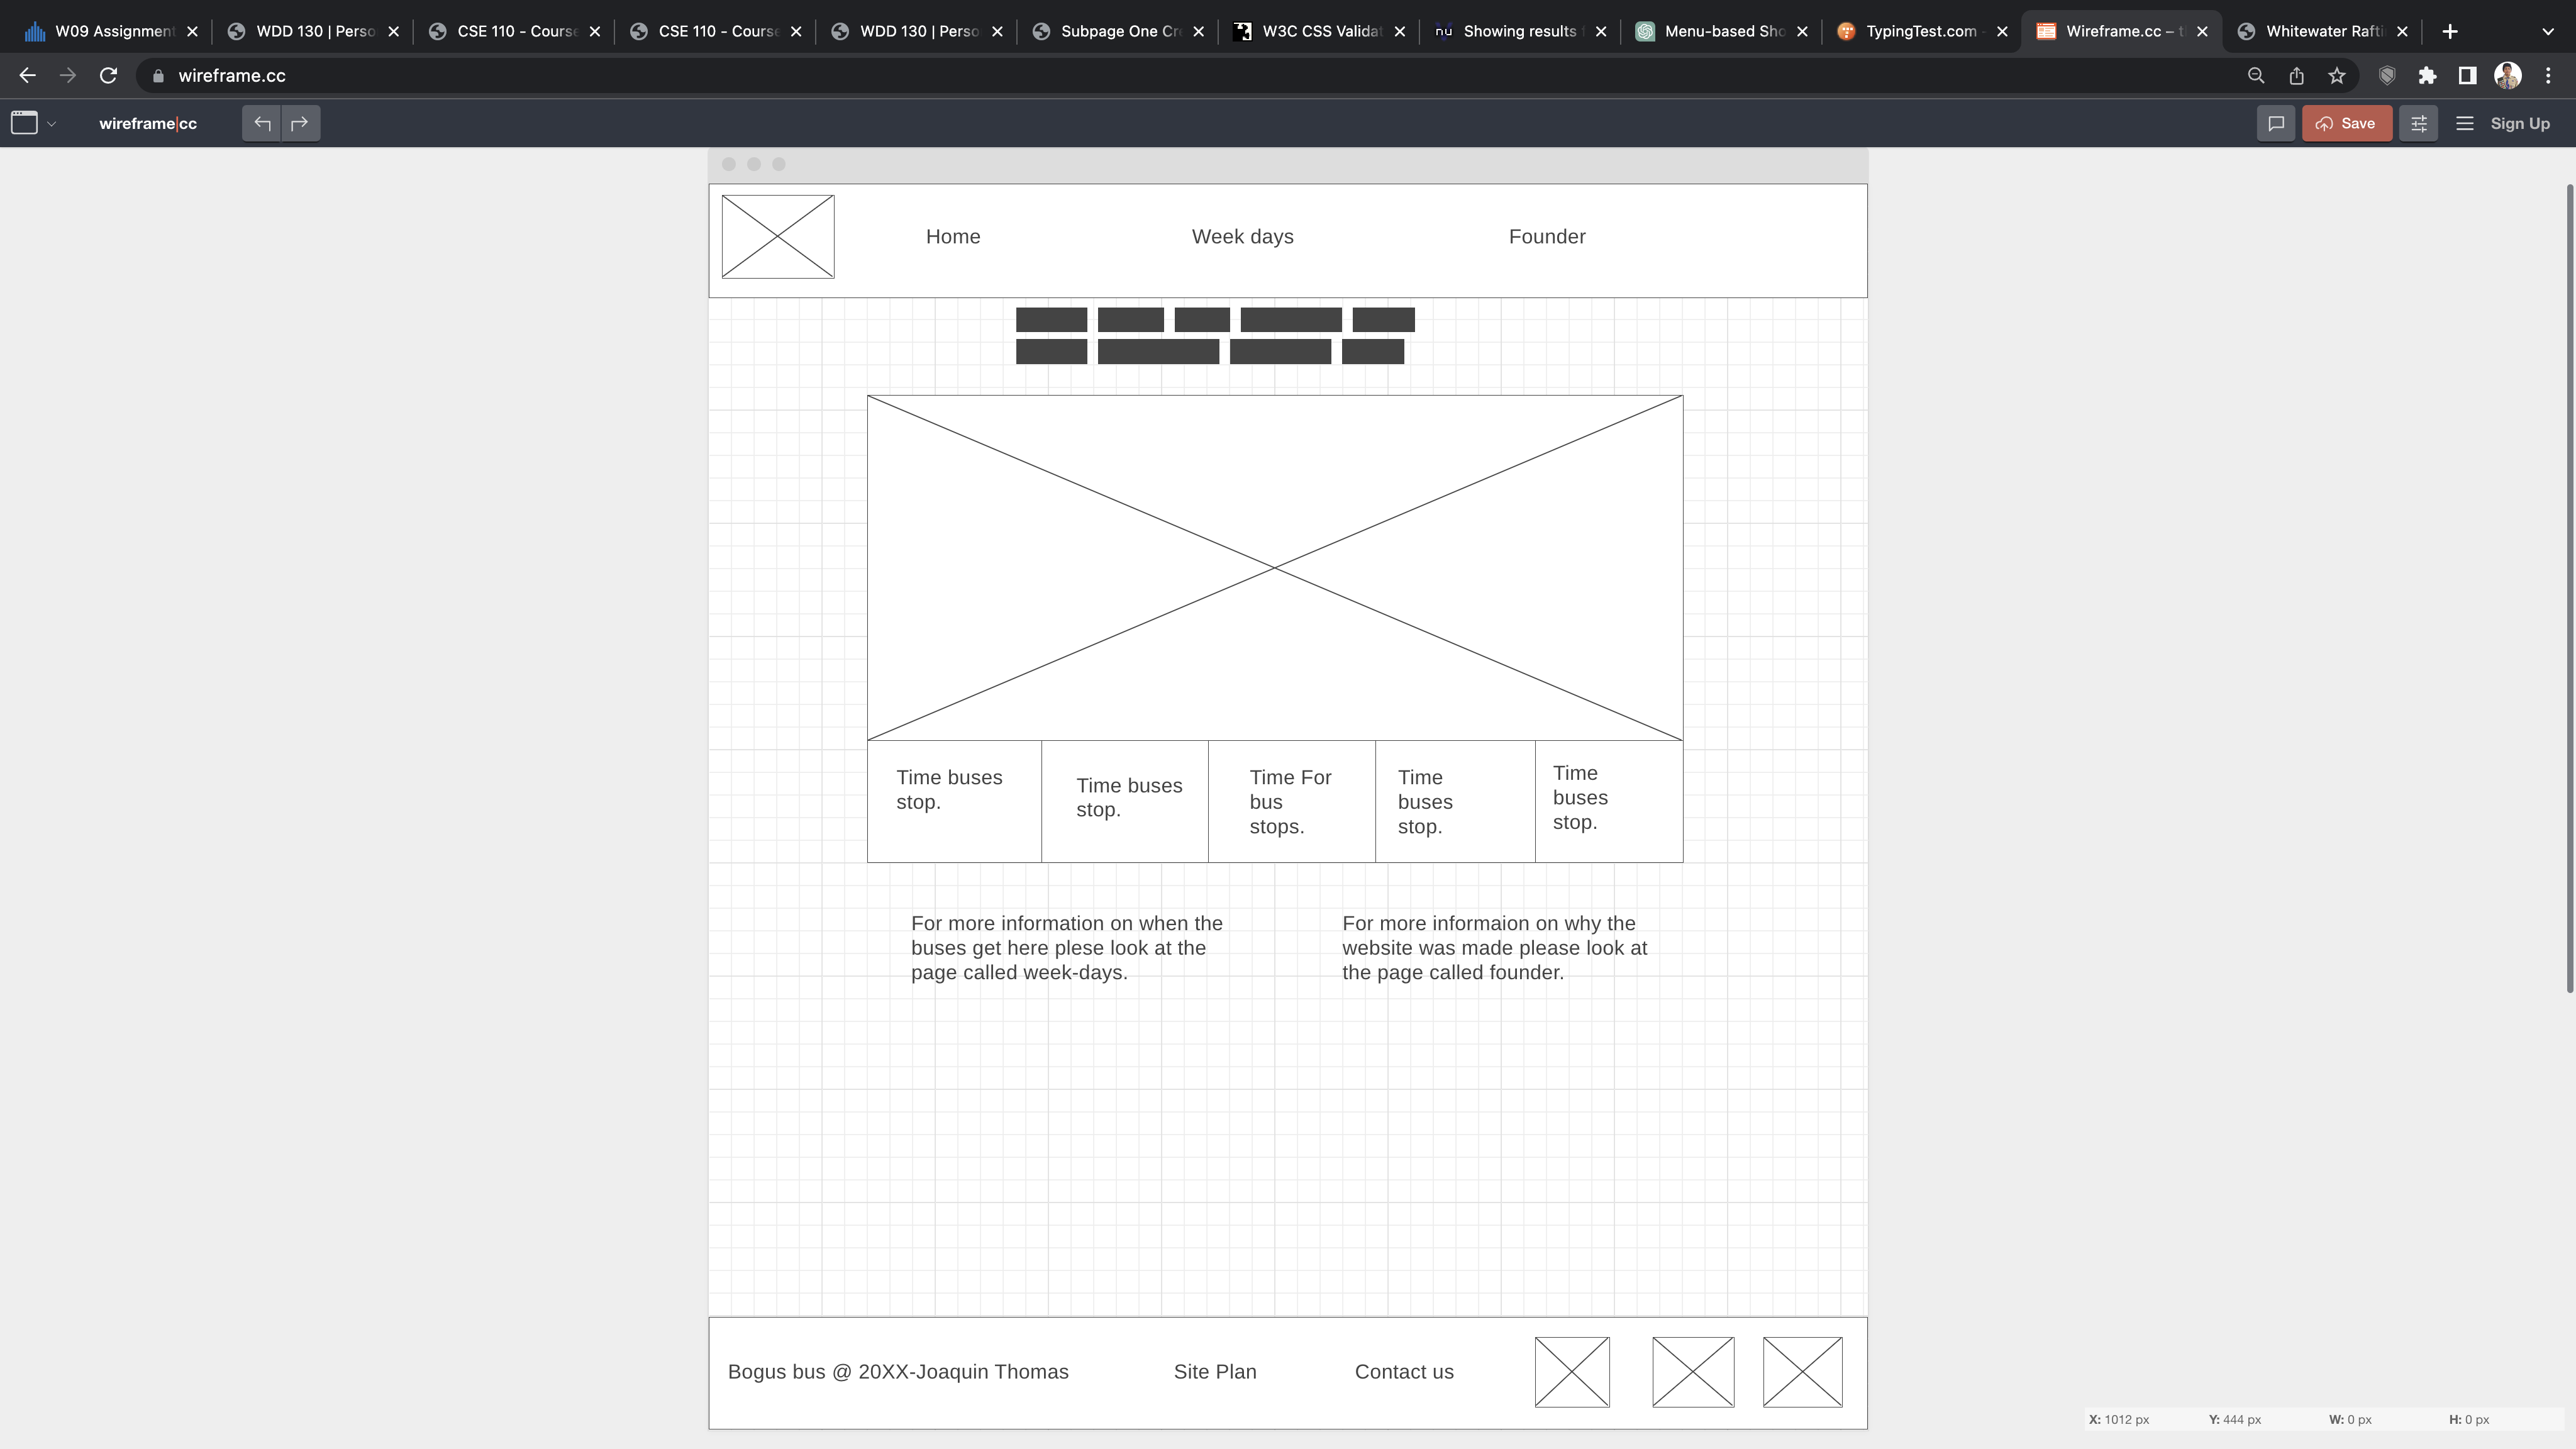 W09 Assignment
WDD 130 | Perso
CSE 110 - Course
CSE 110 - Course
WDD 130 | Perso
Subpage One Cr
W3C CSS Validat
nu
Showing results f
Menu-based Sho
TypingTest.com -
Wireframe.cc – t
Whitewater Rafti
wireframe.cc
wireframe|cc
Save
Sign Up
Home
Week days
Founder
Time buses
stop.
Time buses
stop.
Time For
bus
stops.
Time
buses
stop.
Time
buses
stop.
For more information on when the
buses get here plese look at the
page called week-days.
For more informaion on why the
website was made please look at
the page called founder.
Bogus bus @ 20XX-Joaquin Thomas
Site Plan
Contact us
X: 1012 px
Y: 444 px
W: 0 px
H: 0 px